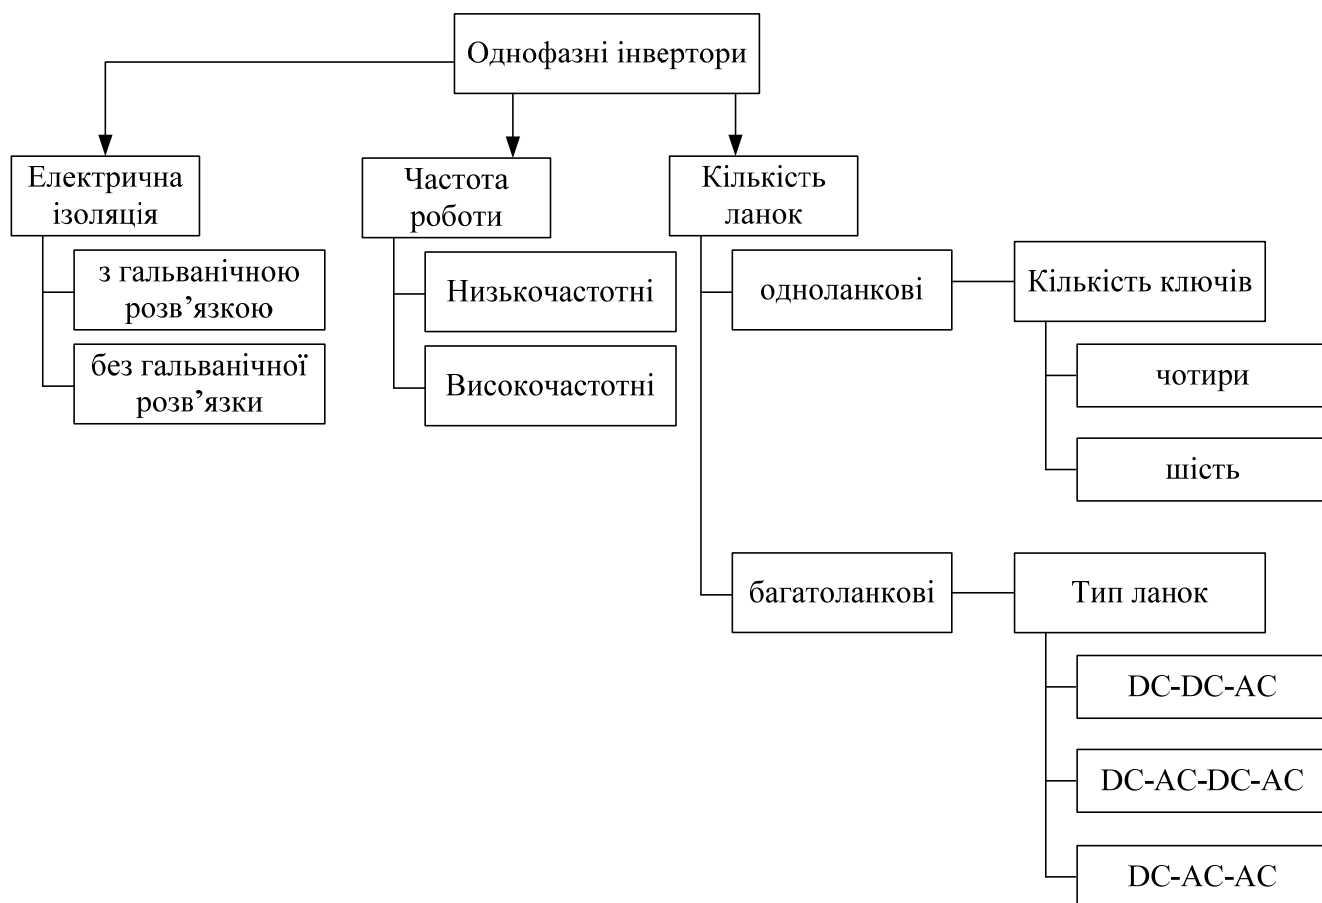 Однофазні інвертори
Електрична
ізоляція
з гальванічною
розв’язкою
без гальванічної
розв’язки
Частота
роботи
Низькочастотні
Високочастотні
Кількість
ланок
одноланкові
Кількість ключів
чотири
шість
багатоланкові
Тип ланок
DC-DC-AC
DC-AC-DC-AC
DC-AC-AC